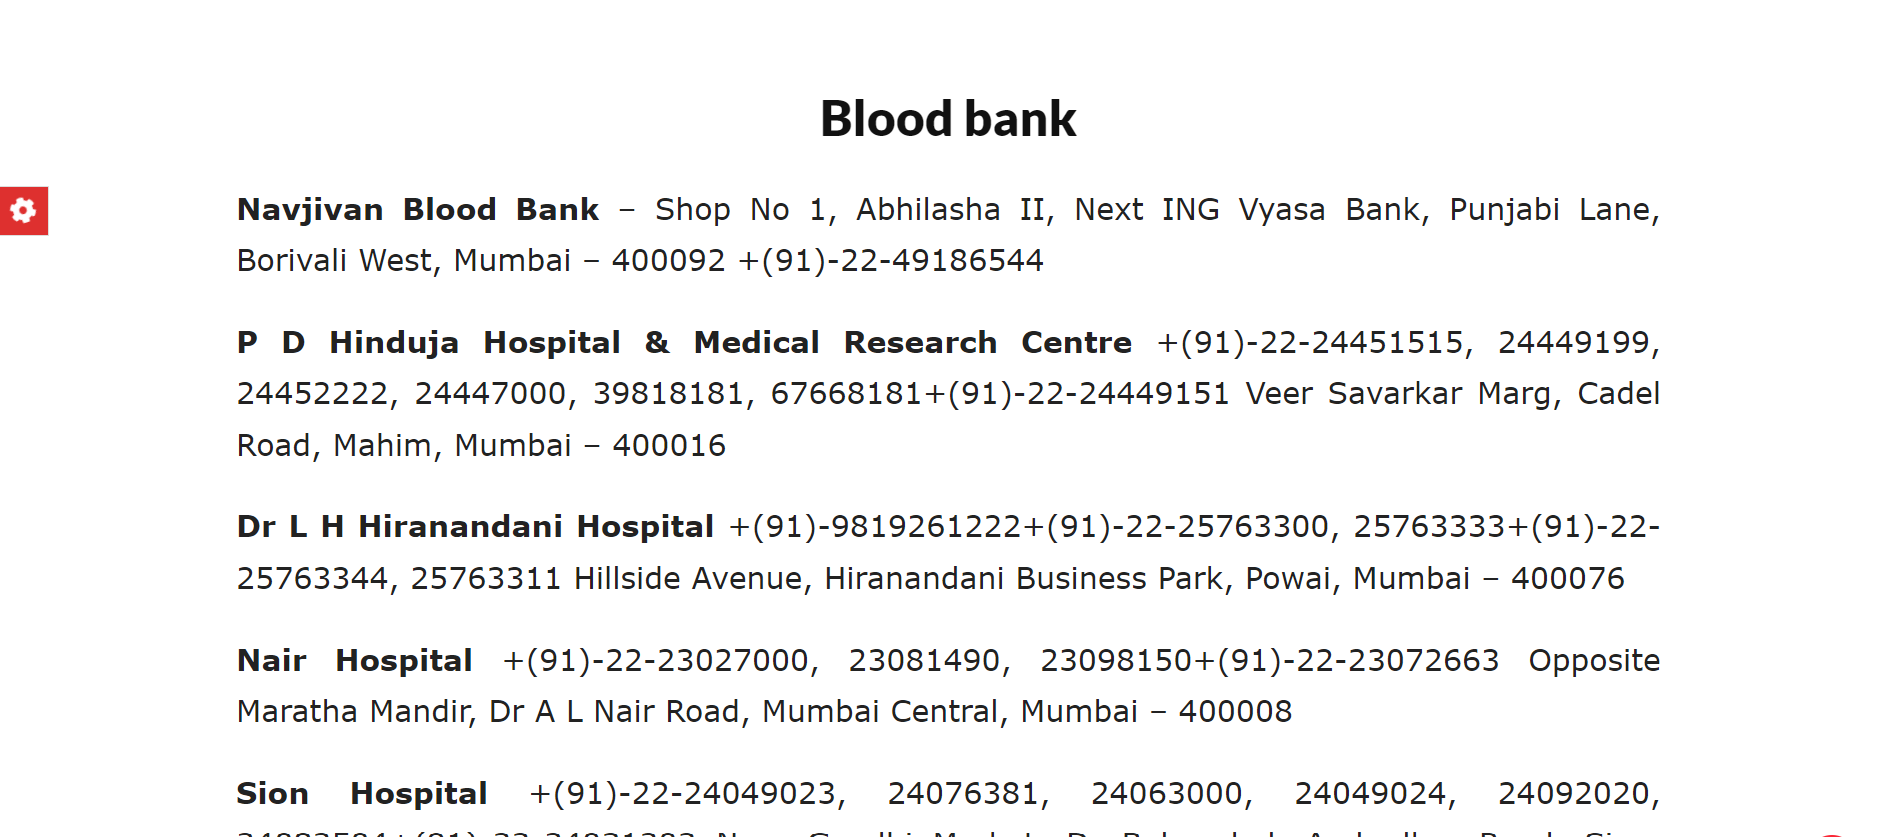 Blood bank
Navjivan Blood Bank – Shop No 1, Abhilasha II, Next ING Vyasa Bank, Punjabi Lane,
Borivali West, Mumbai – 400092 +(91)-22-49186544
P D Hinduja Hospital & Medical Research Centre +(91)-22-24451515, 24449199,
24452222, 24447000, 39818181, 67668181+(91)-22-24449151 Veer Savarkar Marg, Cadel
Road, Mahim, Mumbai – 400016
Dr L H Hiranandani Hospital +(91)-9819261222+(91)-22-25763300, 25763333+(91)-22-
25763344, 25763311 Hillside Avenue, Hiranandani Business Park, Powai, Mumbai – 400076
Nair Hospital +(91)-22-23027000, 23081490, 23098150+(91)-22-23072663 Opposite
Maratha Mandir, Dr A L Nair Road, Mumbai Central, Mumbai – 400008
Sion Hospital +(91)-22-24049023, 24076381, 24063000, 24049024, 24092020,